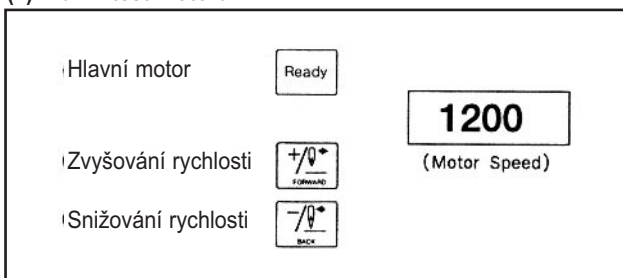 Hlavní motor
Ready
1200
(Motor Speed)
Zvyšování rychlosti
+/
FORWARD
Snižování rychlosti
-/
BACK